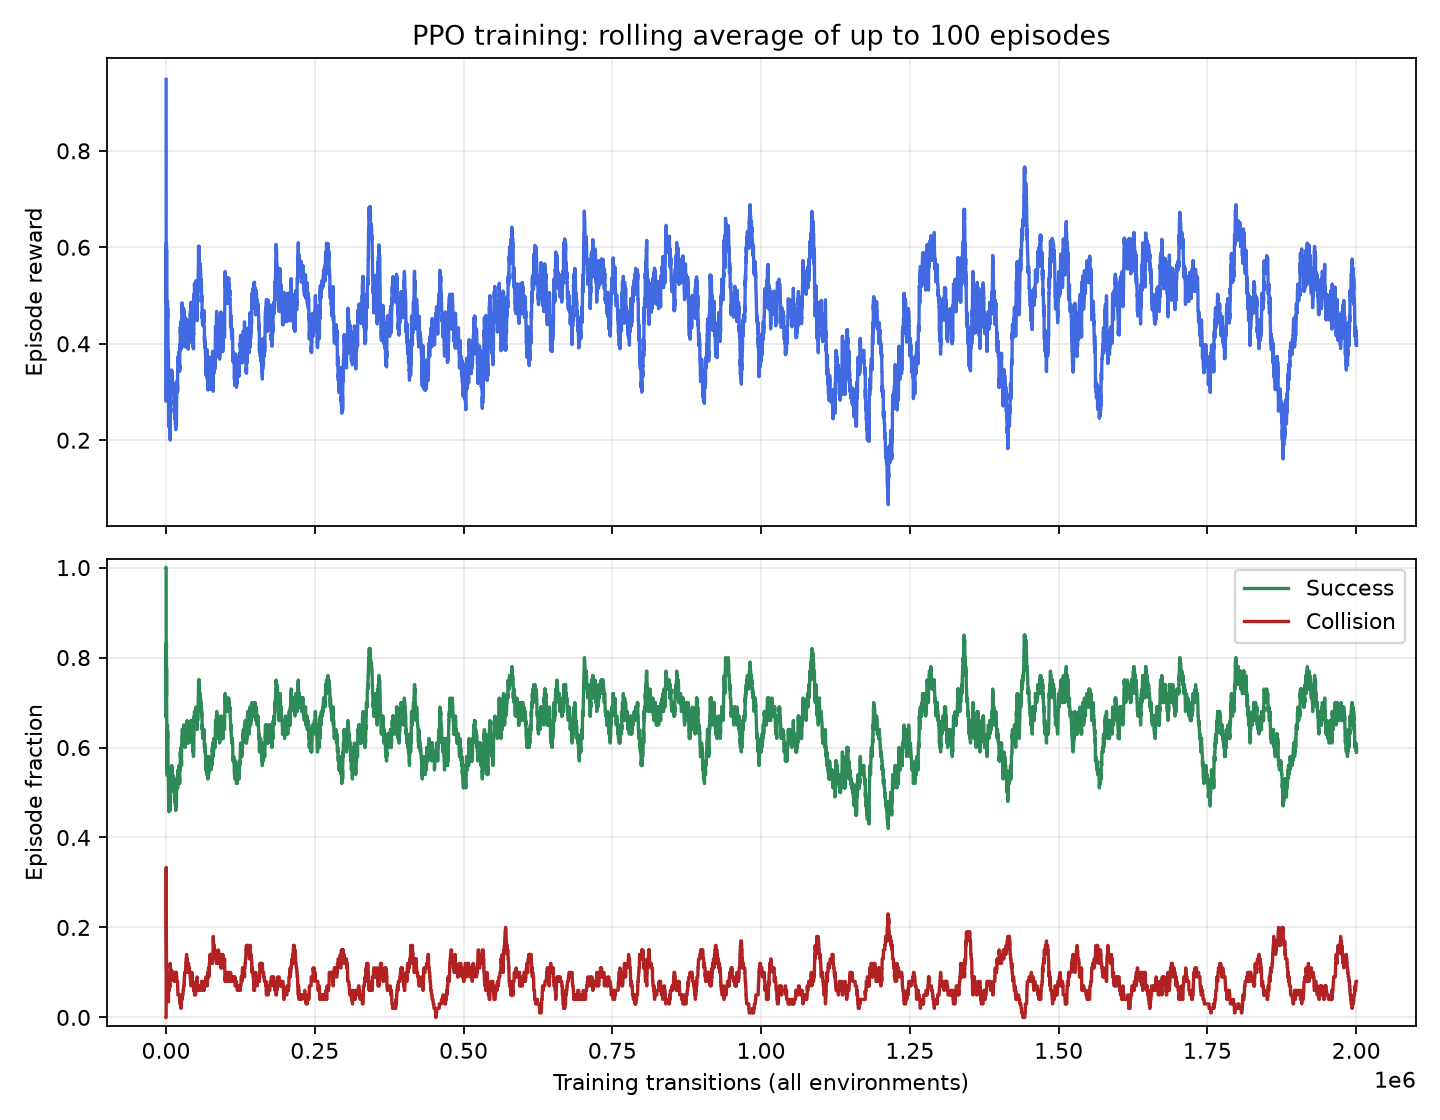 PPO training: rolling average of up to 100 episodes
Episode reward
0.8
0.6
0.4
0.2
Episode fraction
1.0
0.8
0.6
0.4
0.2
0.0
Success
Collision
0.00 0.25 0.50 0.75 1.00 1.25 1.50 1.75 2.00
1e6
Training transitions (all environments)